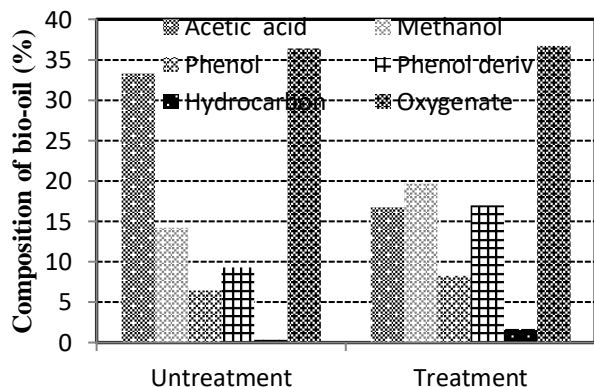 40
35
30
25
20
15
10
5
0
Composition of bio-oil (%)
Acetic acid Methanol
Phenol Phenol deriv
Hydrocarbon Oxygenate
Untreatment Treatment